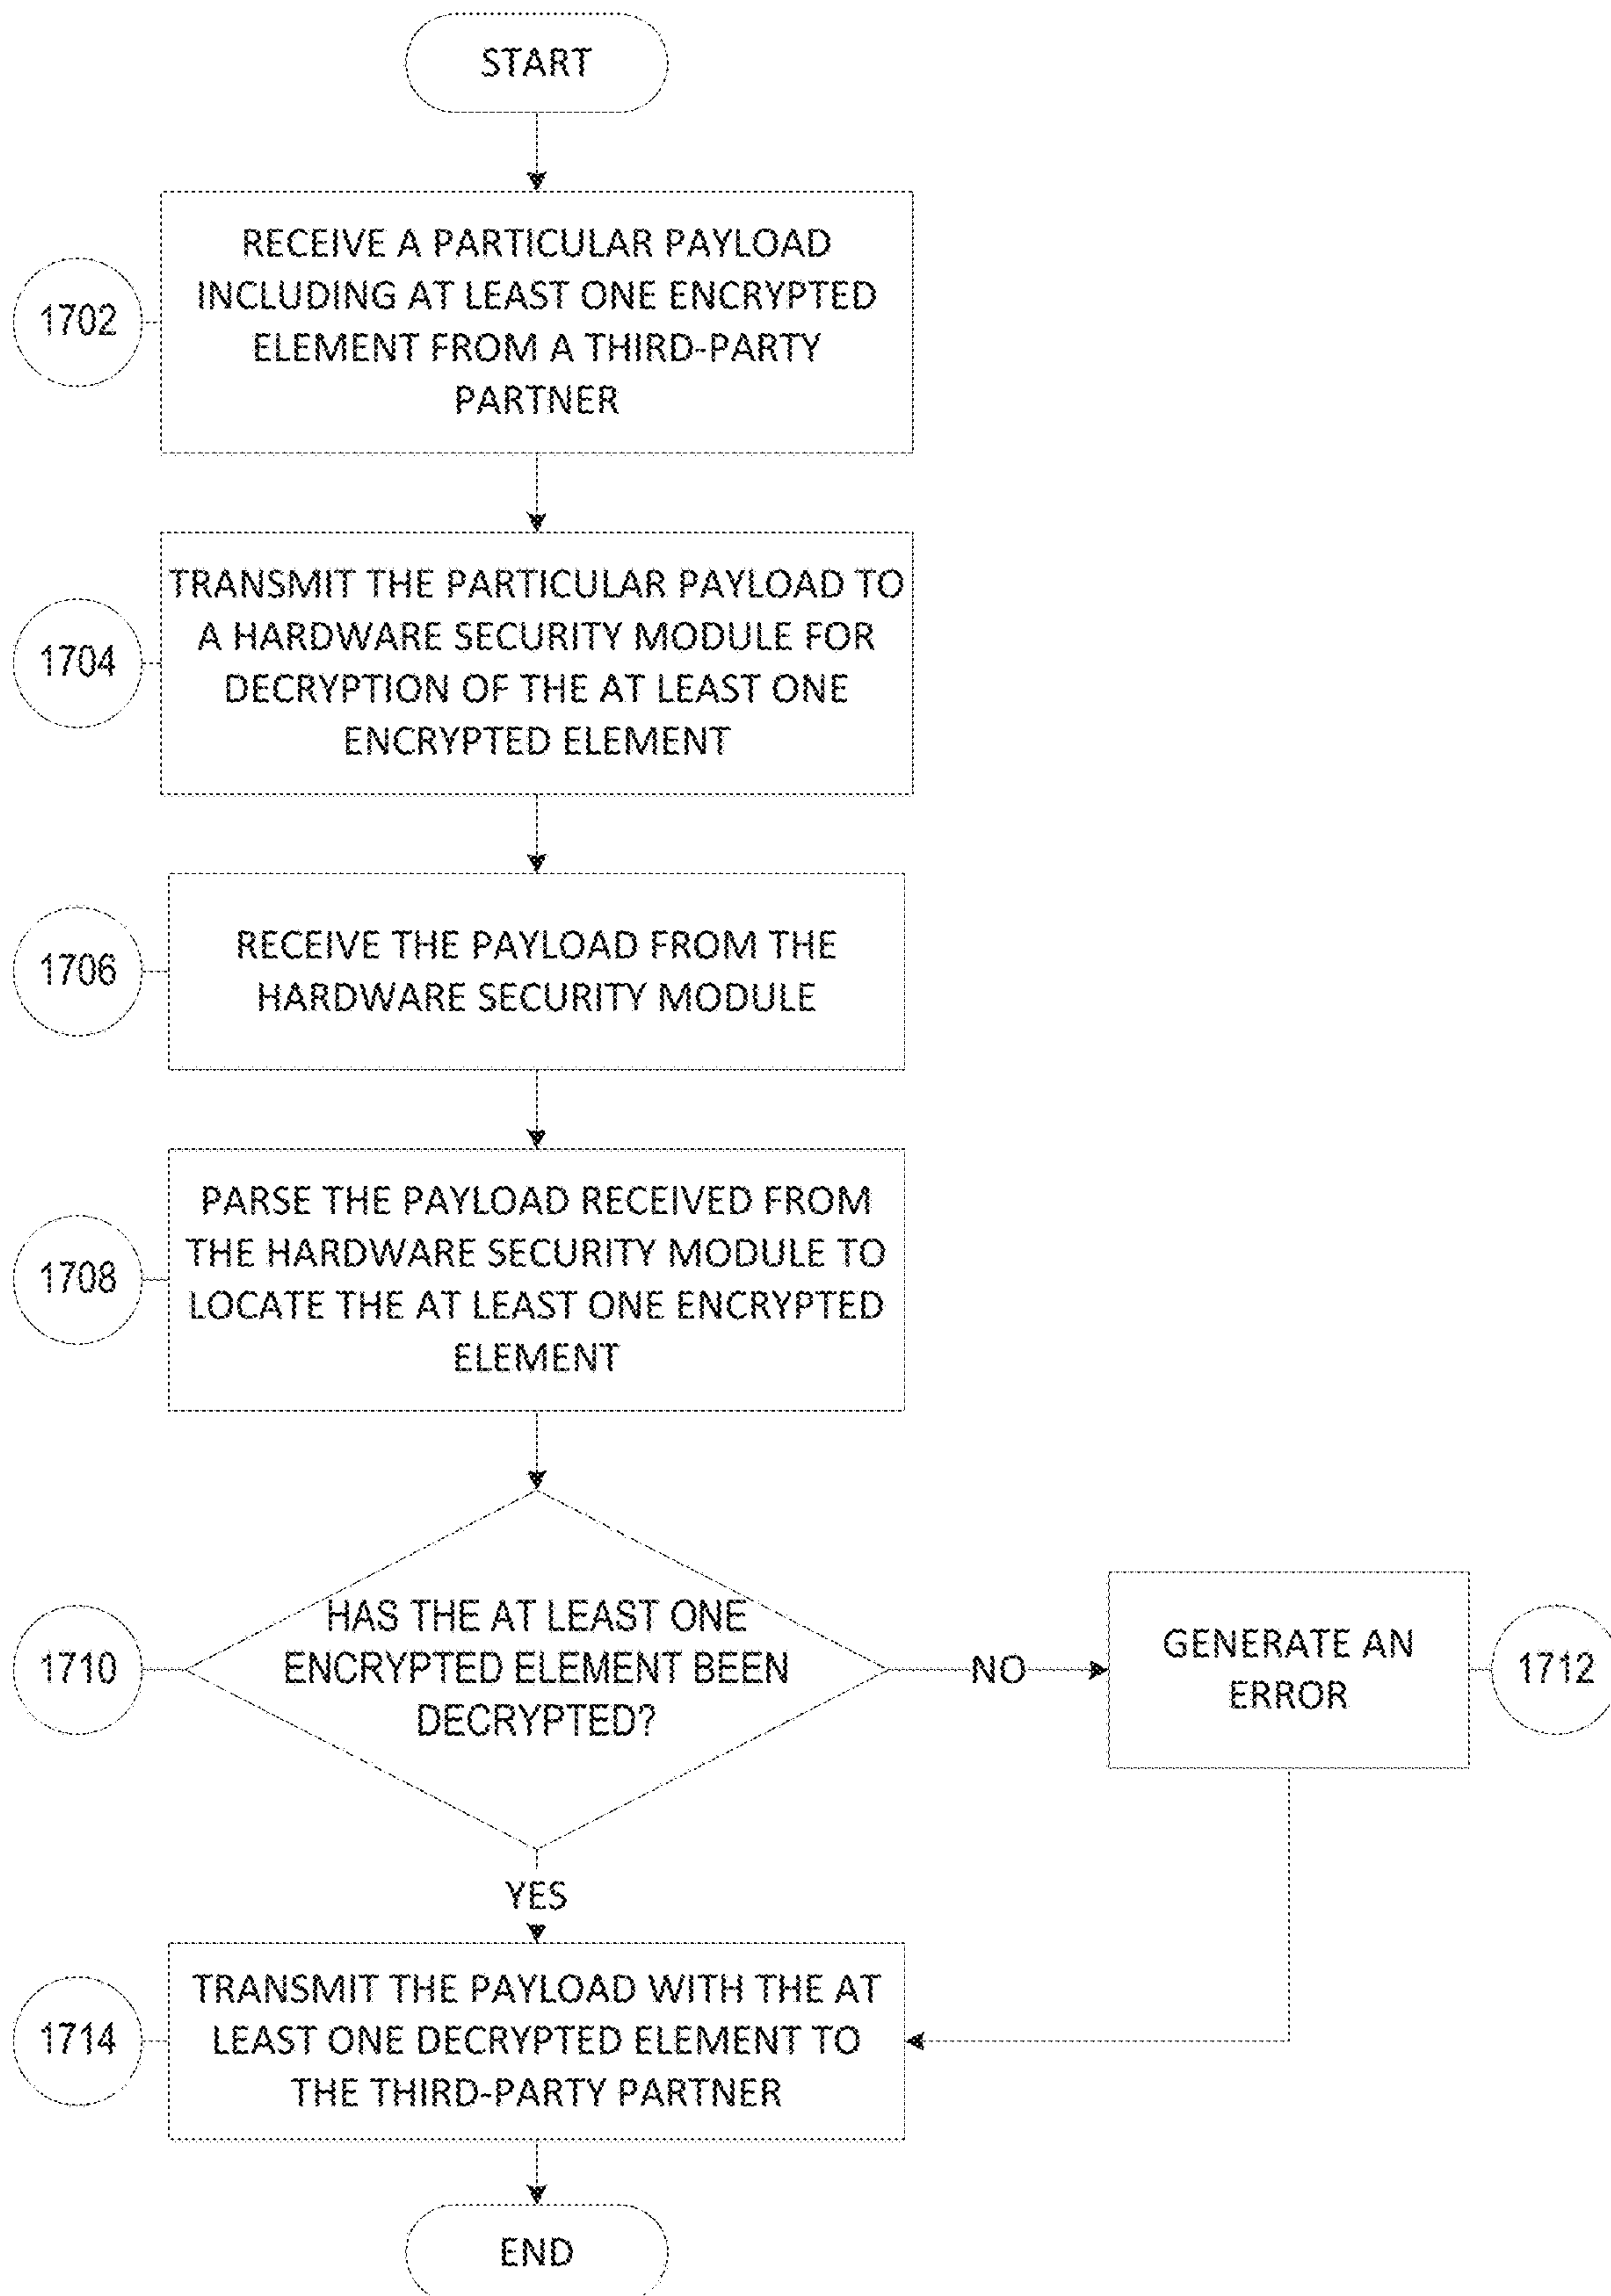 START
RECEIVE A PARTICULAR PAYLOAD
INCLUDING AT LEAST ONE ENCRYPTED
ELEMENT FROM A THIRD-PARTY
PARTNER
1702
TRANSMIT THE PARTICULAR PAYLOAD TO
A HARDWARE SECURITY MODULE FOR
DECRYPTION OF THE AT LEAST ONE
ENCRYPTED ELEMENT
1704
RECEIVE THE PAYLOAD FROM THE
HARDWARE SECURITY MODULE
1706
PARSE THE PAYLOAD RECEIVED FROM
THE HARDWARE SECURITY MODULE TO
LOCATE THE AT LEAST ONE ENCRYPTED
ELEMENT
1708
HAS THE AT LEAST ONE
ENCRYPTED ELEMENT BEEN
DECRYPTED?
1710
NO
GENERATE AN
ERROR
1712
YES
TRANSMIT THE PAYLOAD WITH THE AT
LEAST ONE DECRYPTED ELEMENT TO
THE THIRD-PARTY PARTNER
1714
END